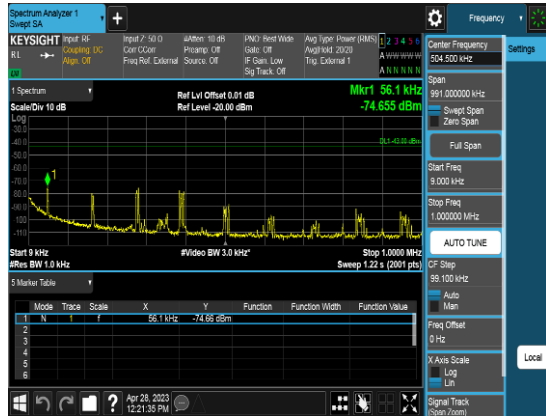 Spectrum Analyzer 1
Swept SA
+
Frequency
KEYSIGHT
RL
Input: RF
Coupling: DC
Align: Off
Input Z: 50 Ω
Corr CCorr
Freq Ref: External
#Atten: 10 dB
Preamp: Off
Source: Off
PNO: Best Wide
Gate: Off
IF Gain: Low
Sig Track: Off
Avg Type: Power (RMS)
Avg|Hold: 20/20
Trig: External 1
1 2 3 4 5 6
A W W W W W
A N N N N N
1 Spectrum
Scale/Div 10 dB
Log
Ref Lvl Offset 0.01 dB
Ref Level -20.00 dBm
Mkr1 56.1 kHz
-74.655 dBm
DL1 -43.00 dBm
-30.0
-40.0
-50.0
-60.0
-70.0
-80.0
-90.0
-100
-110
1
Start 9 kHz
#Res BW 1.0 kHz
#Video BW 3.0 kHz*
Stop 1.0000 MHz
Sweep 1.22 s (2001 pts)
5 Marker Table
Mode Trace Scale X Y Function Function Width Function Value
1 N 1 f 56.1 kHz -74.66 dBm
2
3
4
5
6
Apr 28, 2023
12:21:35 PM
Center Frequency
504.500 kHz
Span
991.000000 kHz
Swept Span
Zero Span
Full Span
Start Freq
9.000 kHz
Stop Freq
1.000000 MHz
AUTO TUNE
CF Step
99.100 kHz
Auto
Man
Freq Offset
0 Hz
X Axis Scale
Log
Lin
Signal Track
(Span Zoom)
Settings
Local